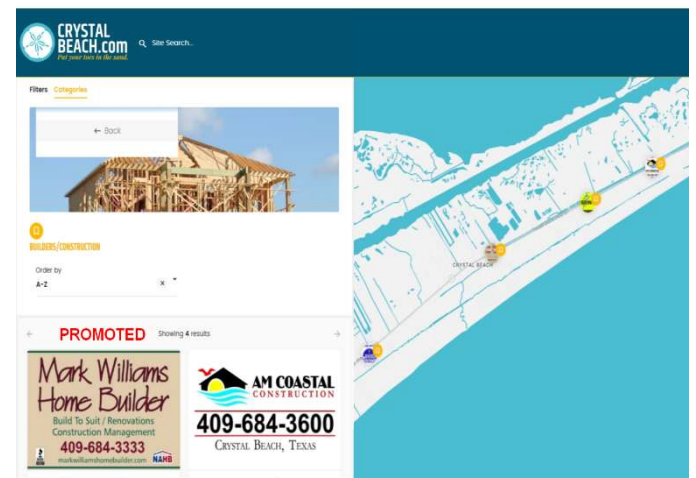 CRYSTAL
BEACH.com
Put your toes in the sand.
Site Search...
Filters Categories
← Back
BUILDERS/CONSTRUCTION
Order by
A-Z x
← PROMOTED Showing 4 results →
Mark Williams
Home Builder
Build To Suit / Renovations
Construction Management
409-684-3333
markwilliamshomebuilder.com NAHB
AM COASTAL
CONSTRUCTION
409-684-3600
CRYSTAL BEACH, TEXAS
CRYSTAL BEACH